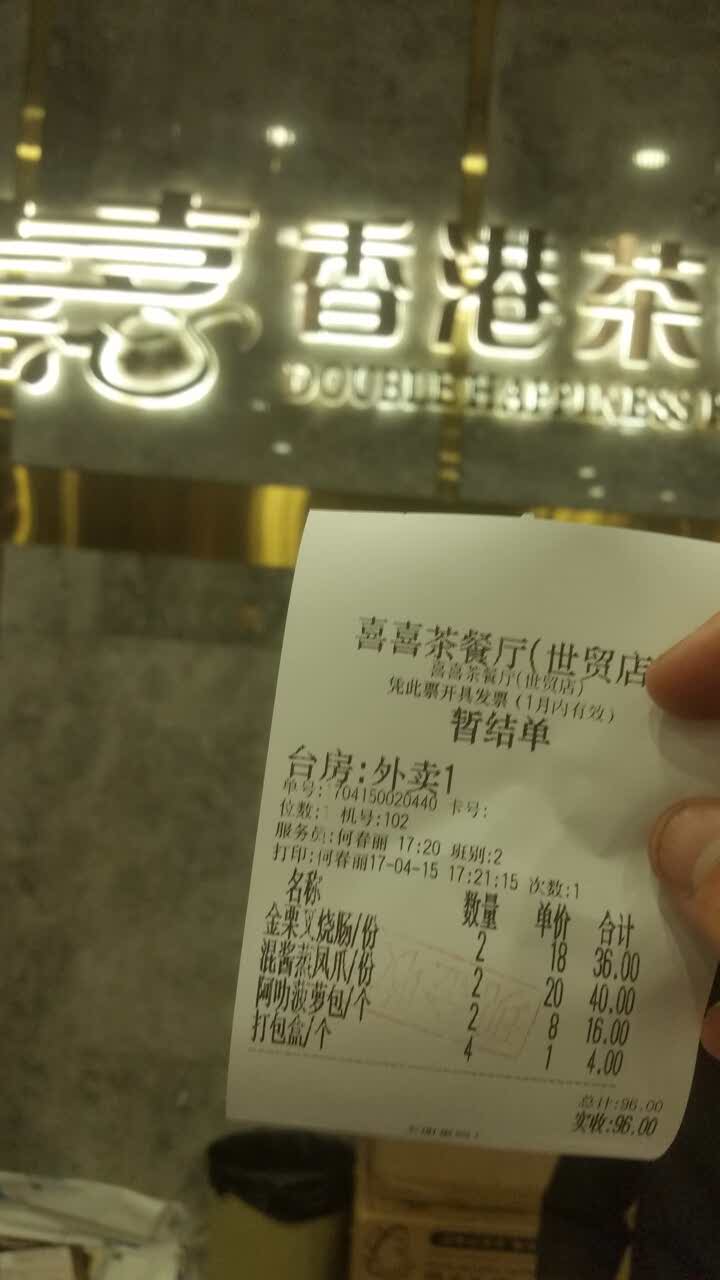 喜 香港茶
DOUBLE HAPPINESS
喜喜茶餐厅(世贸店
喜喜茶餐厅(世贸店)
凭此票开具发票(1月内有效)
暂结单
台房:外卖1
单号:1704150020440 卡号:
位数:1 机号:102
服务员:何春丽 17:20 班别:2
打印:何春丽17-04-15 17:21:15 次数:1
名称 数量 单价 合计
金栗叉烧肠/份 2 18 36.00
混酱蒸凤爪/份 2 20 40.00
阿叻菠萝包/个 2 8 16.00
打包盒/个 4 1 4.00
总计:96.00
实收:96.00